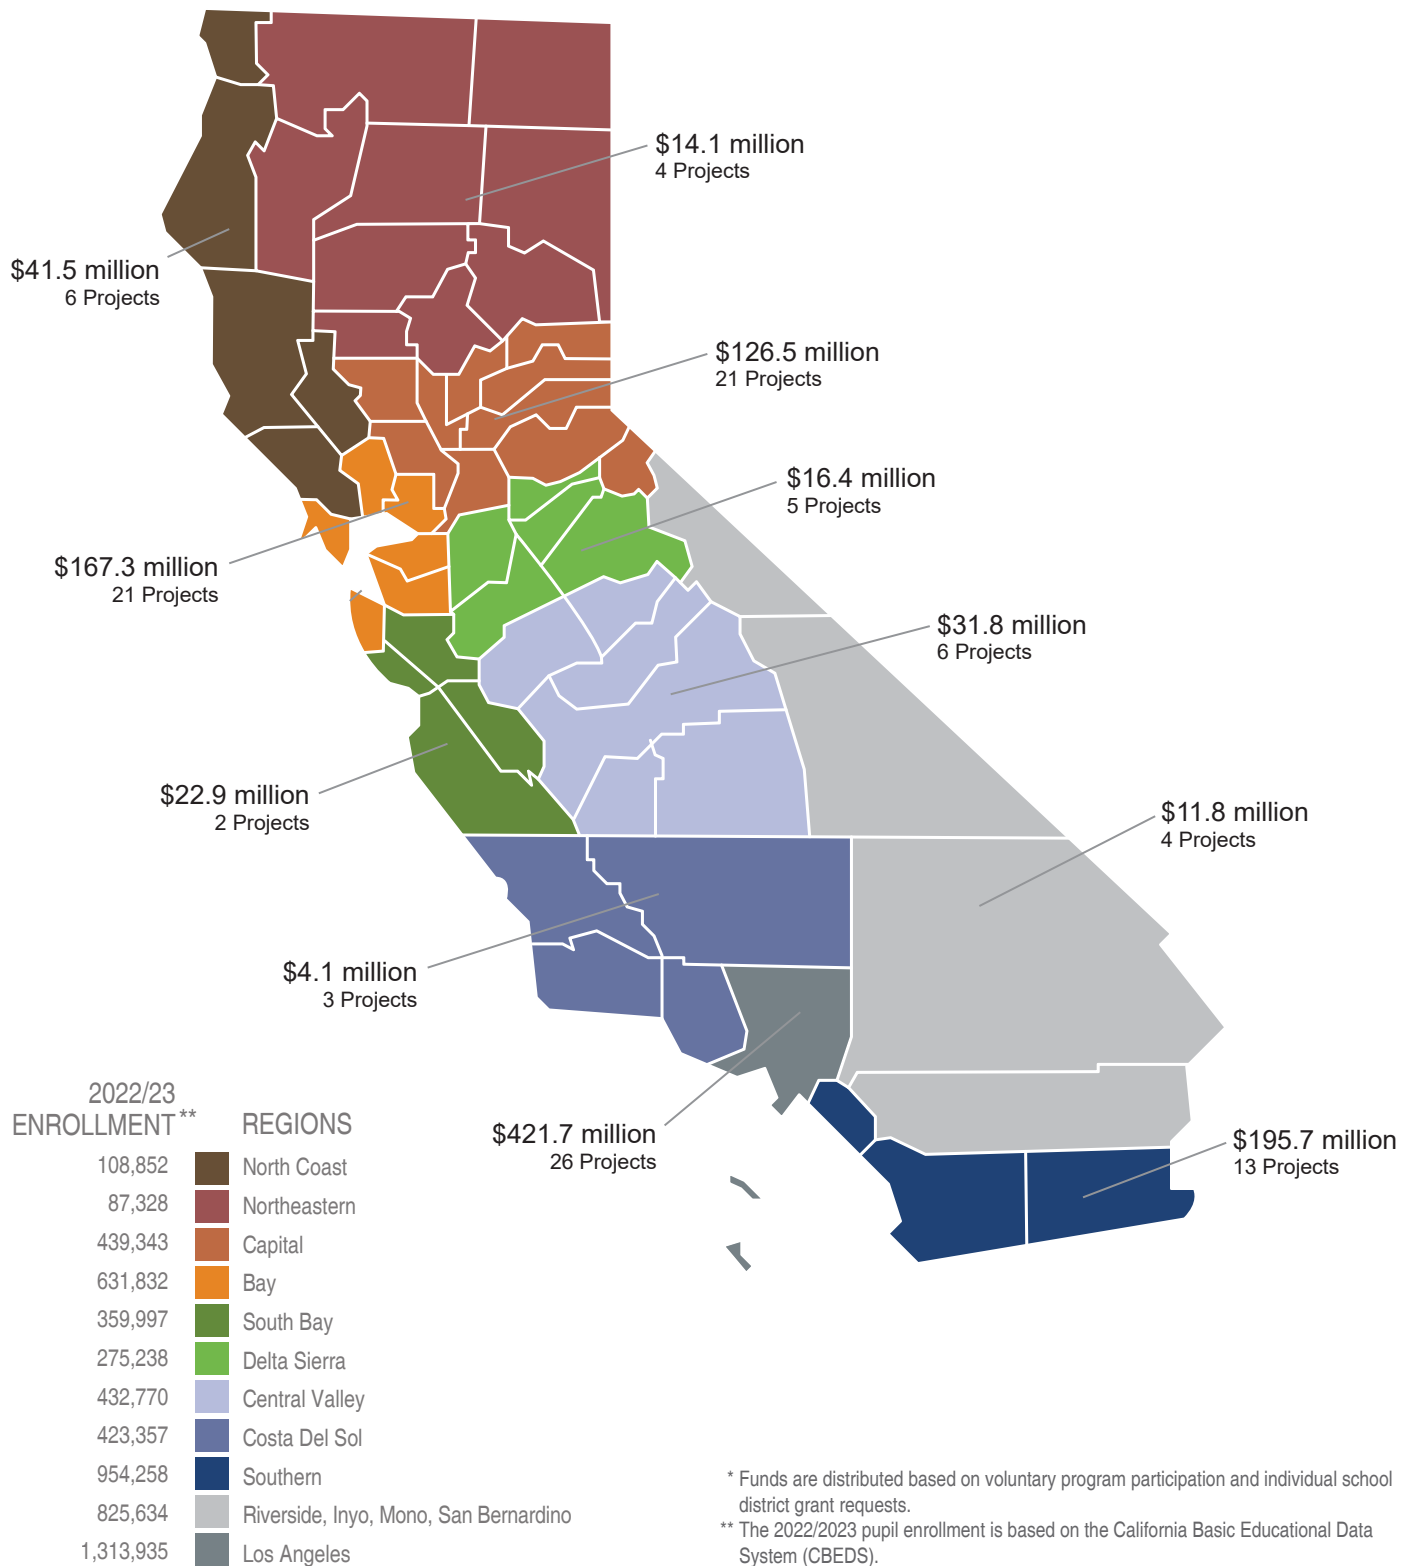 $14.1 million
4 Projects
$41.5 million
6 Projects
$126.5 million
21 Projects
$16.4 million
5 Projects
$167.3 million
21 Projects
$31.8 million
6 Projects
$22.9 million
2 Projects
$11.8 million
4 Projects
$4.1 million
3 Projects
$421.7 million
26 Projects
$195.7 million
13 Projects
2022/23
ENROLLMENT** REGIONS
108,852 North Coast
87,328 Northeastern
439,343 Capital
631,832 Bay
359,997 South Bay
275,238 Delta Sierra
432,770 Central Valley
423,357 Costa Del Sol
954,258 Southern
825,634 Riverside, Inyo, Mono, San Bernardino
1,313,935 Los Angeles
* Funds are distributed based on voluntary program participation and individual school
district grant requests.
** The 2022/2023 pupil enrollment is based on the California Basic Educational Data
System (CBEDS).